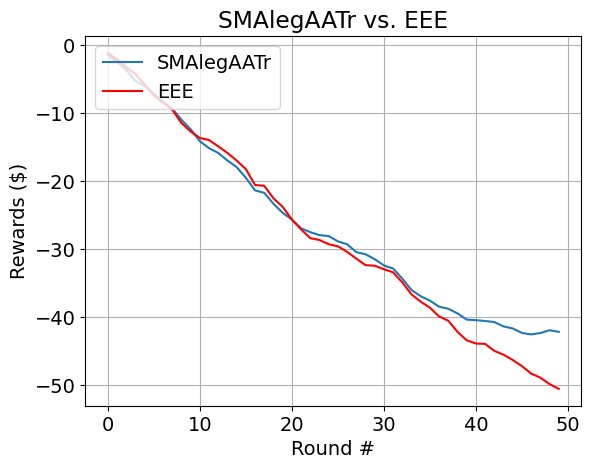 SMAlegAATr vs. EEE
SMAlegAATr
EEE
Rewards ($)
0
−10
−20
−30
−40
−50
0 10 20 30 40 50
Round #